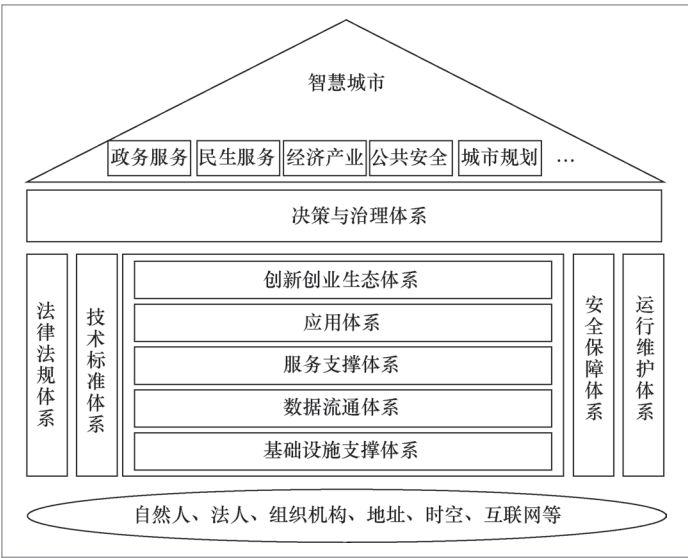 智慧城市
政务服务 民生服务 经济产业 公共安全 城市规划 …
决策与治理体系
法律法规体系
技术标准体系
创新创业生态体系
应用体系
服务支撑体系
数据流通体系
基础设施支撑体系
安全保障体系
运行维护体系
自然人、法人、组织机构、地址、时空、互联网等